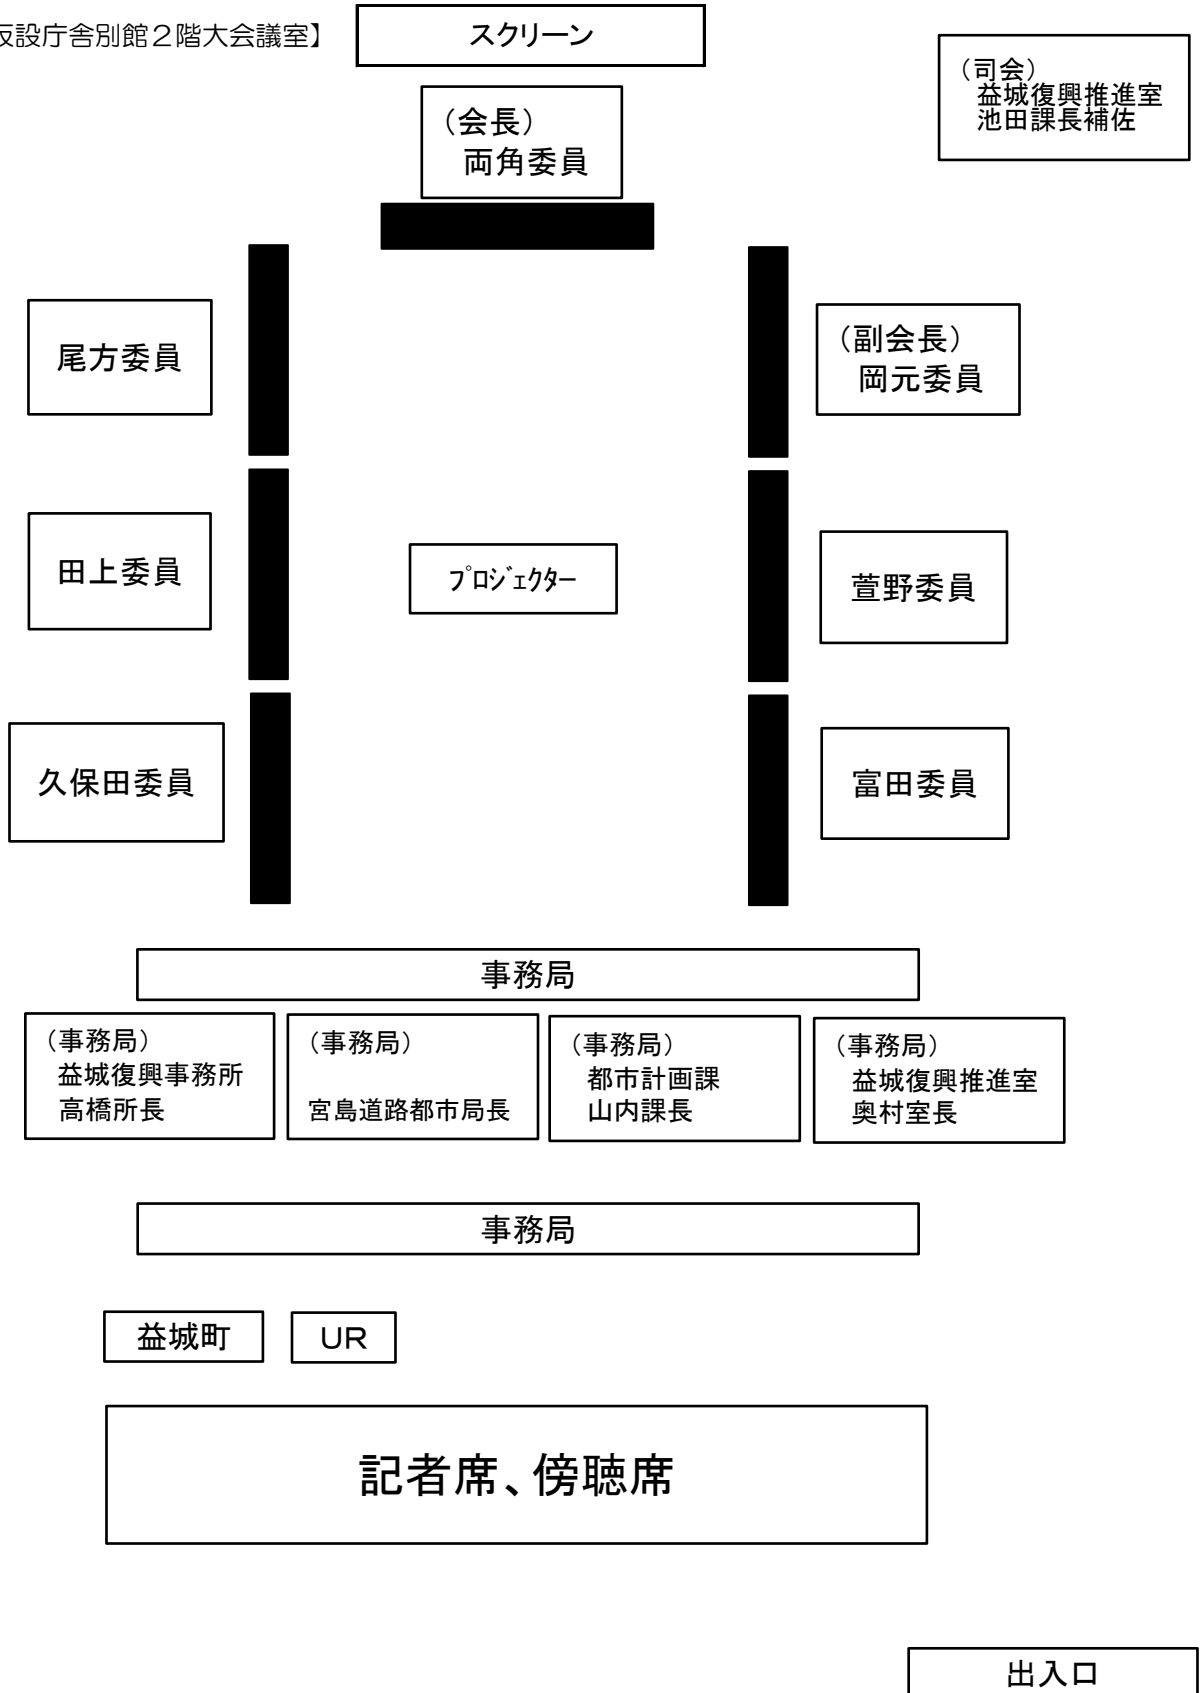 仮設庁舎別館２階大会議室】
スクリーン
（司会）
益城復興推進室
池田課長補佐
（会長）
両角委員
尾方委員
（副会長）
岡元委員
田上委員
ﾌﾟﾛｼﾞｪｸﾀｰ
萱野委員
久保田委員
富田委員
事務局
（事務局）
益城復興事務所
高橋所長
（事務局）
宮島道路都市局長
（事務局）
都市計画課
山内課長
（事務局）
益城復興推進室
奥村室長
事務局
益城町
ＵＲ
記者席、傍聴席
出入口